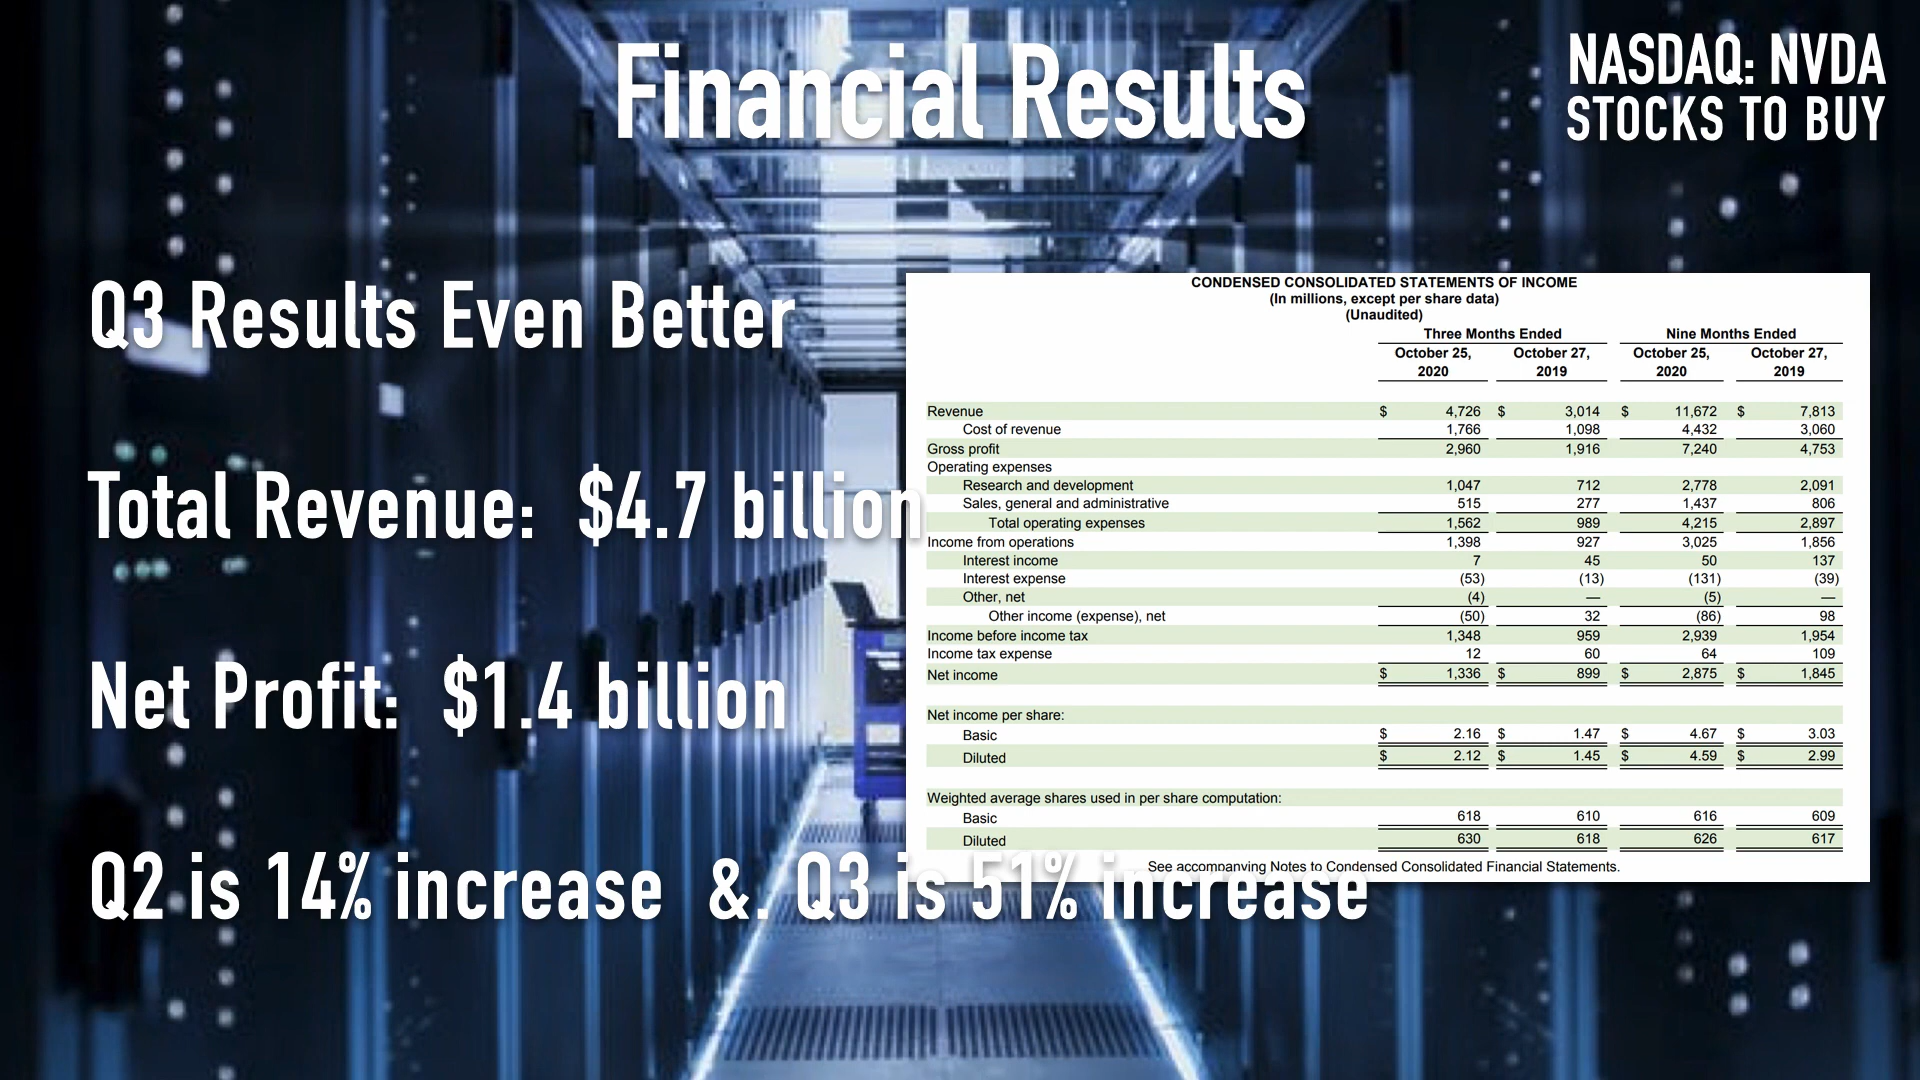 Financial Results
NASDAQ: NVDA
STOCKS TO BUY
Q3 Results Even Better
Total Revenue: $4.7 billion
Net Profit: $1.4 billion
Q2 is 14% increase &. Q3 is 51% increase
CONDENSED CONSOLIDATED STATEMENTS OF INCOME
(In millions, except per share data)
(Unaudited)
Three Months Ended Nine Months Ended
October 25, October 27, October 25, October 27,
2020 2019 2020 2019
Revenue $ 4,726 $ 3,014 $ 11,672 $ 7,813
Cost of revenue 1,766 1,098 4,432 3,060
Gross profit 2,960 1,916 7,240 4,753
Operating expenses
Research and development 1,047 712 2,778 2,091
Sales, general and administrative 515 277 1,437 806
Total operating expenses 1,562 989 4,215 2,897
Income from operations 1,398 927 3,025 1,856
Interest income 7 45 50 137
Interest expense (53) (13) (131) (39)
Other, net (4) — (5) —
Other income (expense), net (50) 32 (86) 98
Income before income tax 1,348 959 2,939 1,954
Income tax expense 12 60 64 109
Net income $ 1,336 $ 899 $ 2,875 $ 1,845
Net income per share:
Basic $ 2.16 $ 1.47 $ 4.67 $ 3.03
Diluted $ 2.12 $ 1.45 $ 4.59 $ 2.99
Weighted average shares used in per share computation:
Basic 618 610 616 609
Diluted 630 618 626 617
See accompanying Notes to Condensed Consolidated Financial Statements.